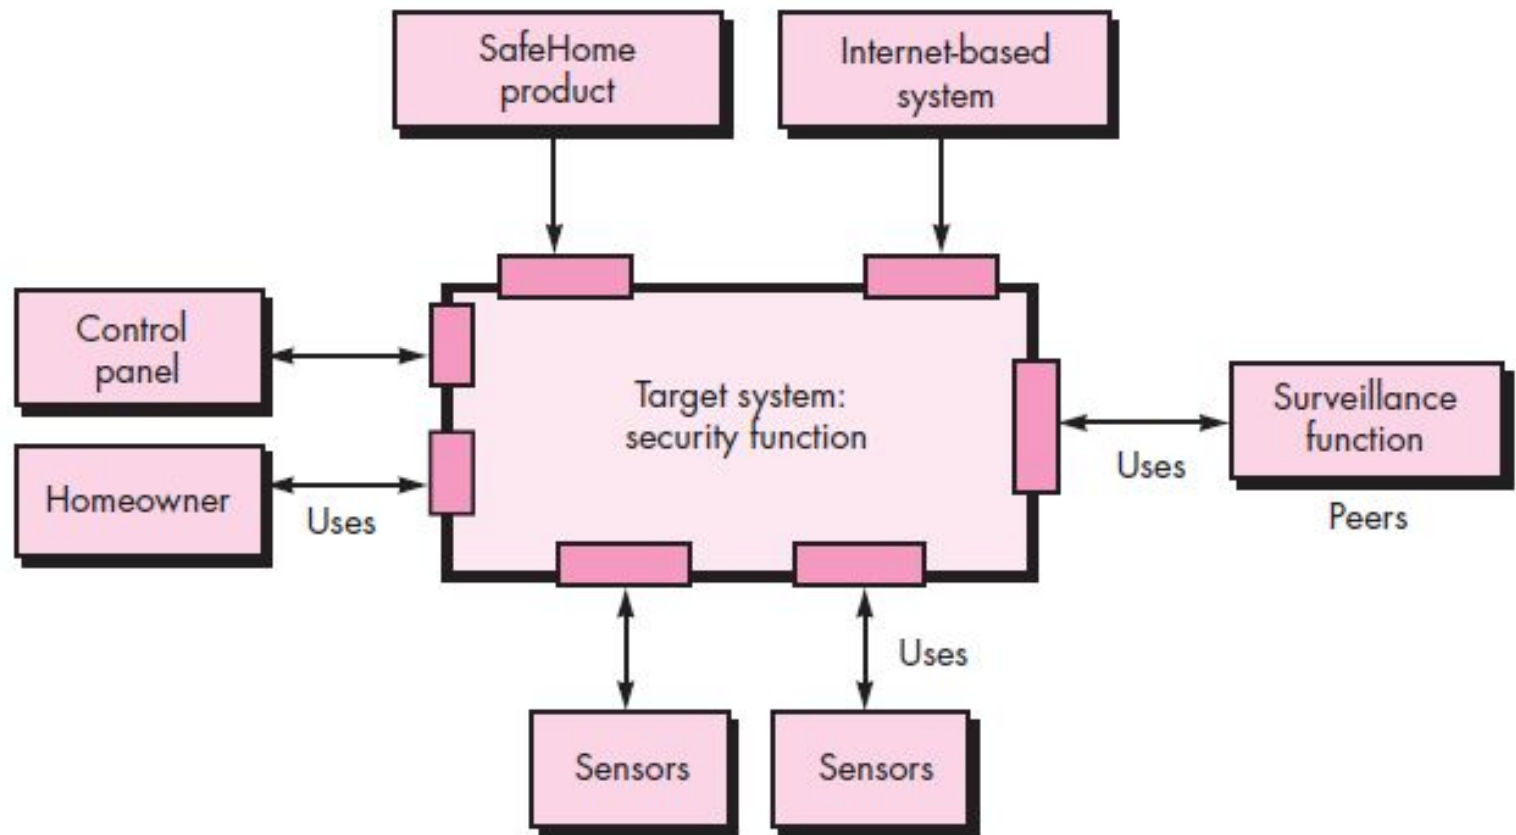 SafeHome
product
Internet-based
system
Control
panel
Target system:
security function
Surveillance
function
Uses
Homeowner
Uses
Peers
Uses
Sensors
Sensors